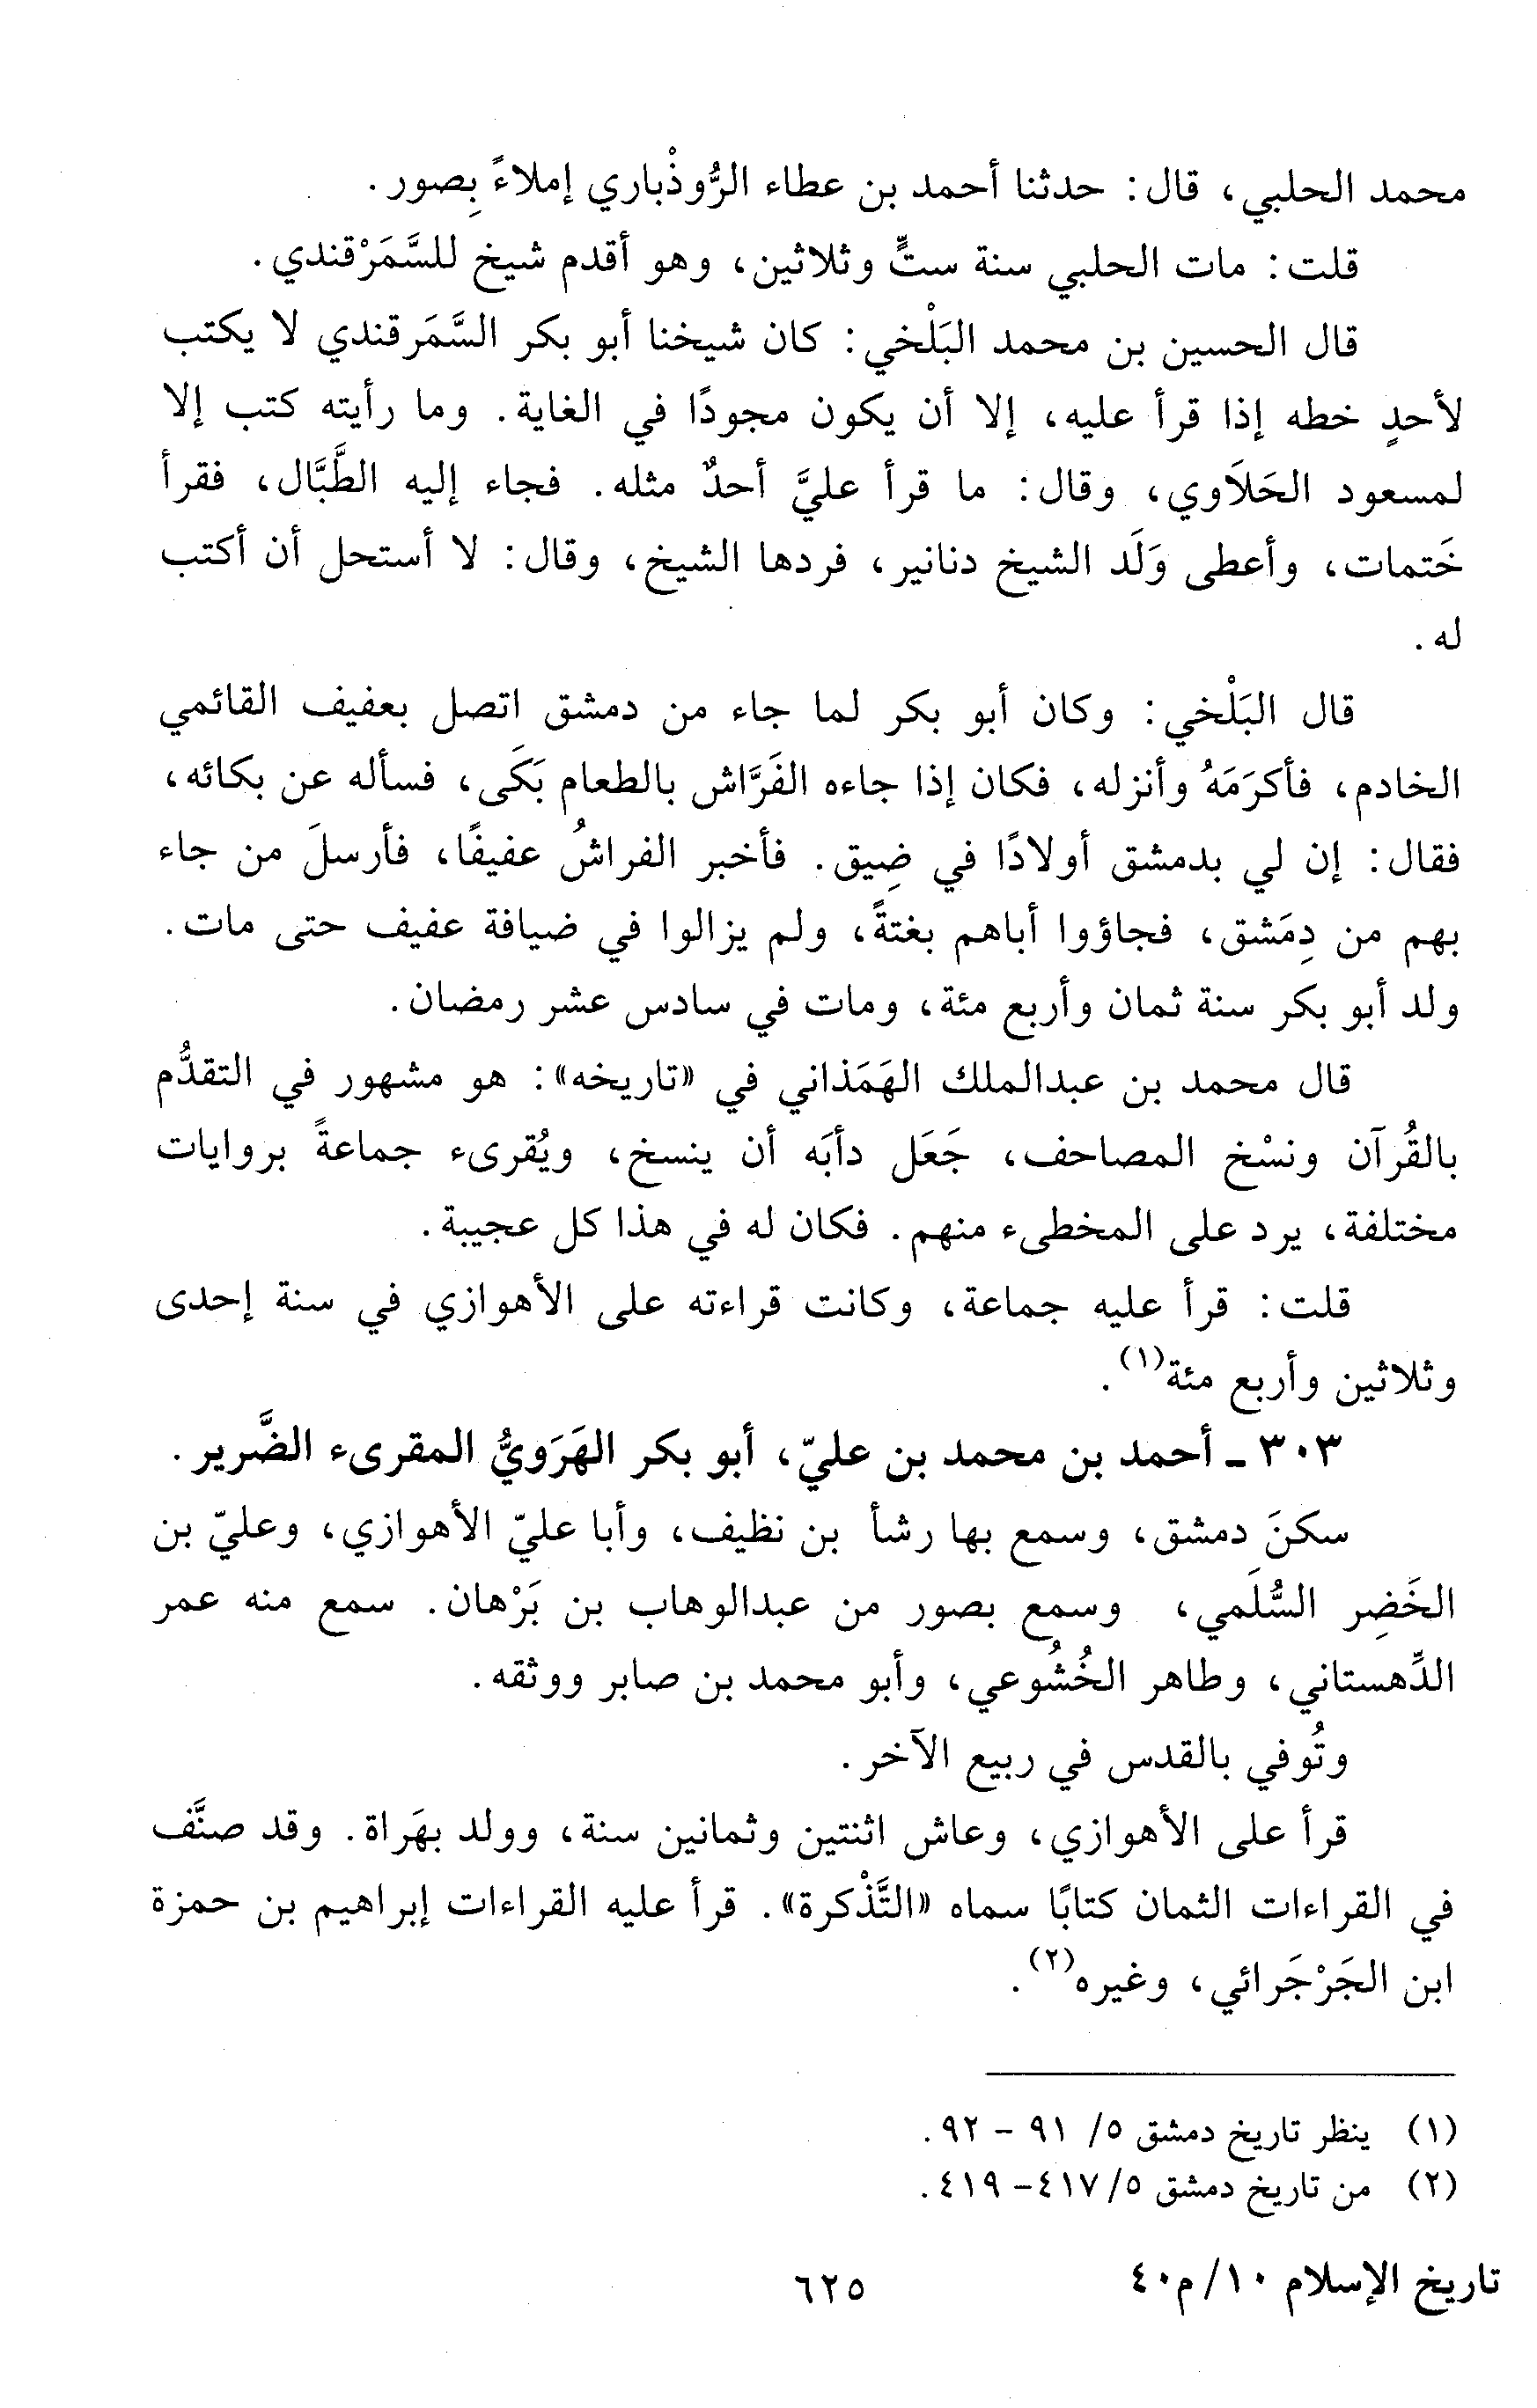 محمد الحلبي، قال: حدثنا أحمد بن عطاء الرُّوذْباري إملاءً بِصور.
قلت: مات الحلبي سنة ستٍّ وثلاثين، وهو أقدم شيخ للسَّمَرْقندي.
قال الحسين بن محمد البَلْخي: كان شيخنا أبو بكر السَّمَرقندي لا يكتب
لأحدٍ خطه إذا قرأ عليه، إلا أن يكون مجودًا في الغاية. وما رأيته كتب إلا
لمسعود الحَلَاوي، وقال: ما قرأ عليَّ أحدٌ مثله. فجاء إليه الطَّبَّال، فقرأ
خَتمات، وأعطى وَلَد الشيخ دنانير، فردها الشيخ، وقال: لا أستحل أن أكتب
له.
قال البَلْخي: وكان أبو بكر لما جاء من دمشق اتصل بعفيف القائمي
الخادم، فأكرَمَهُ وأنزله، فكان إذا جاءه الفَرَّاش بالطعام بَكَى، فسأله عن بكائه،
فقال: إن لي بدمشق أولادًا في ضِيق. فأخبر الفراشُ عفيفًا، فأرسلَ من جاء
بهم من دِمَشق، فجاؤوا أباهم بغتةً، ولم يزالوا في ضيافة عفيف حتى مات.
ولد أبو بكر سنة ثمان وأربع مئة، ومات في سادس عشر رمضان.
قال محمد بن عبدالملك الهَمَذاني في «تاريخه»: هو مشهور في التقدُّم
بالقُرآن ونسْخ المصاحف، جَعَل دأبَه أن ينسخ، ويُقرىء جماعةً بروايات
مختلفة، يرد على المخطىء منهم. فكان له في هذا كل عجيبة.
قلت: قرأ عليه جماعة، وكانت قراءته على الأهوازي في سنة إحدى
وثلاثين وأربع مئة(١).
٣٠٣ - أحمد بن محمد بن عليّ، أبو بكر الهَرَويُّ المقرىء الضَّرير.
سكنَ دمشق، وسمع بها رشأ بن نظيف، وأبا عليّ الأهوازي، وعليّ بن
الخَضِر السُّلَمي، وسمع بصور من عبدالوهاب بن بَرْهان. سمع منه عمر
الدِّهستاني، وطاهر الخُشُوعي، وأبو محمد بن صابر ووثقه.
وتُوفي بالقدس في ربيع الآخر.
قرأ على الأهوازي، وعاش اثنتين وثمانين سنة، وولد بهَراة. وقد صنَّف
في القراءات الثمان كتابًا سماه «التَّذْكرة». قرأ عليه القراءات إبراهيم بن حمزة
ابن الجَرْجَرائي، وغيره(٢).
(١) ينظر تاريخ دمشق ٥/ ٩١ - ٩٢.
(٢) من تاريخ دمشق ٥/ ٤١٧- ٤١٩.
تاريخ الإسلام ١٠/ م٤٠
٦٢٥